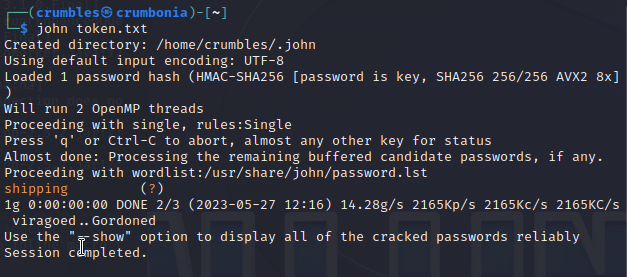 ┌──(crumbles㉿crumbonia)-[~]
└─$ john token.txt
Created directory: /home/crumbles/.john
Using default input encoding: UTF-8
Loaded 1 password hash (HMAC-SHA256 [password is key, SHA256 256/256 AVX2 8x]
)
Will run 2 OpenMP threads
Proceeding with single, rules:Single
Press 'q' or Ctrl-C to abort, almost any other key for status
Almost done: Processing the remaining buffered candidate passwords, if any.
Proceeding with wordlist:/usr/share/john/password.lst
shipping         (?)
1g 0:00:00:00 DONE 2/3 (2023-05-27 12:16) 14.28g/s 2165Kp/s 2165Kc/s 2165KC/s
 viragoed..Gordoned
Use the "--show" option to display all of the cracked passwords reliably
Session completed.